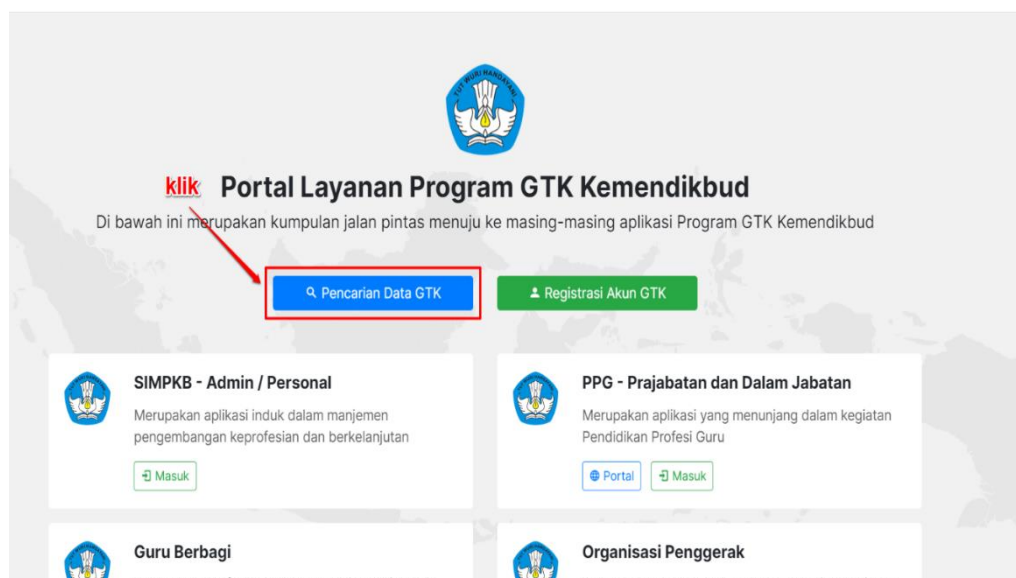 TUT WURI HANDAYANI
klik
Portal Layanan Program GTK Kemendikbud
Di bawah ini merupakan kumpulan jalan pintas menuju ke masing-masing aplikasi Program GTK Kemendikbud
Pencarian Data GTK
Registrasi Akun GTK
SIMPKB - Admin / Personal
Merupakan aplikasi induk dalam manjemen
pengembangan keprofesian dan berkelanjutan
Masuk
PPG - Prajabatan dan Dalam Jabatan
Merupakan aplikasi yang menunjang dalam kegiatan
Pendidikan Profesi Guru
Portal
Masuk
Guru Berbagi
Organisasi Penggerak